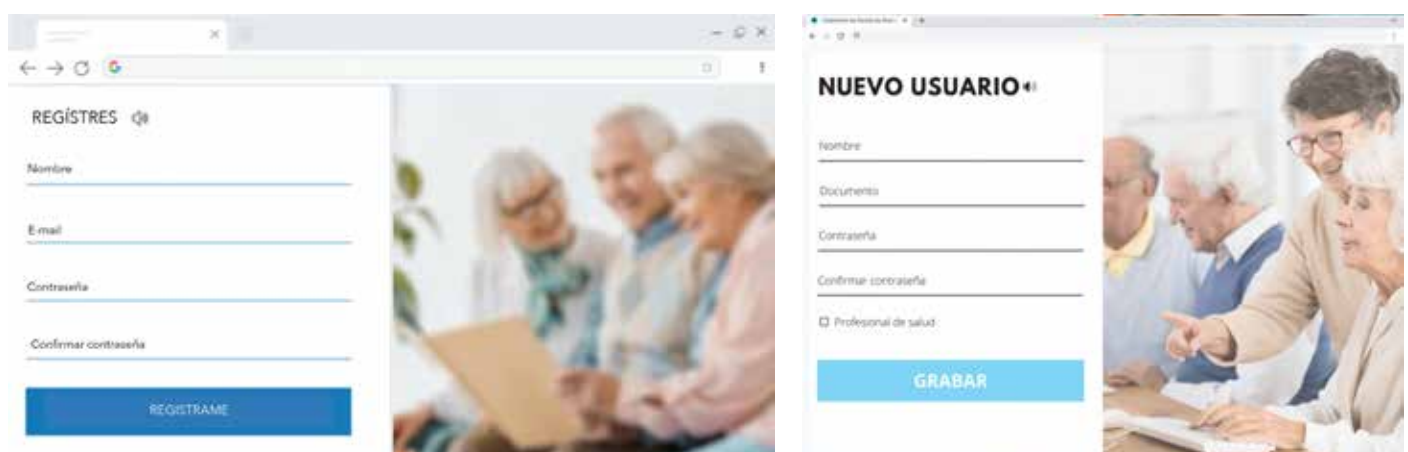 REGÍSTRES
Nombre
E-mail
Contraseña
Confirmar contraseña
REGISTRAME
NUEVO USUARIO
Nombre
Documento
Contraseña
Confirmar contraseña
Profesional de salud
GRABAR